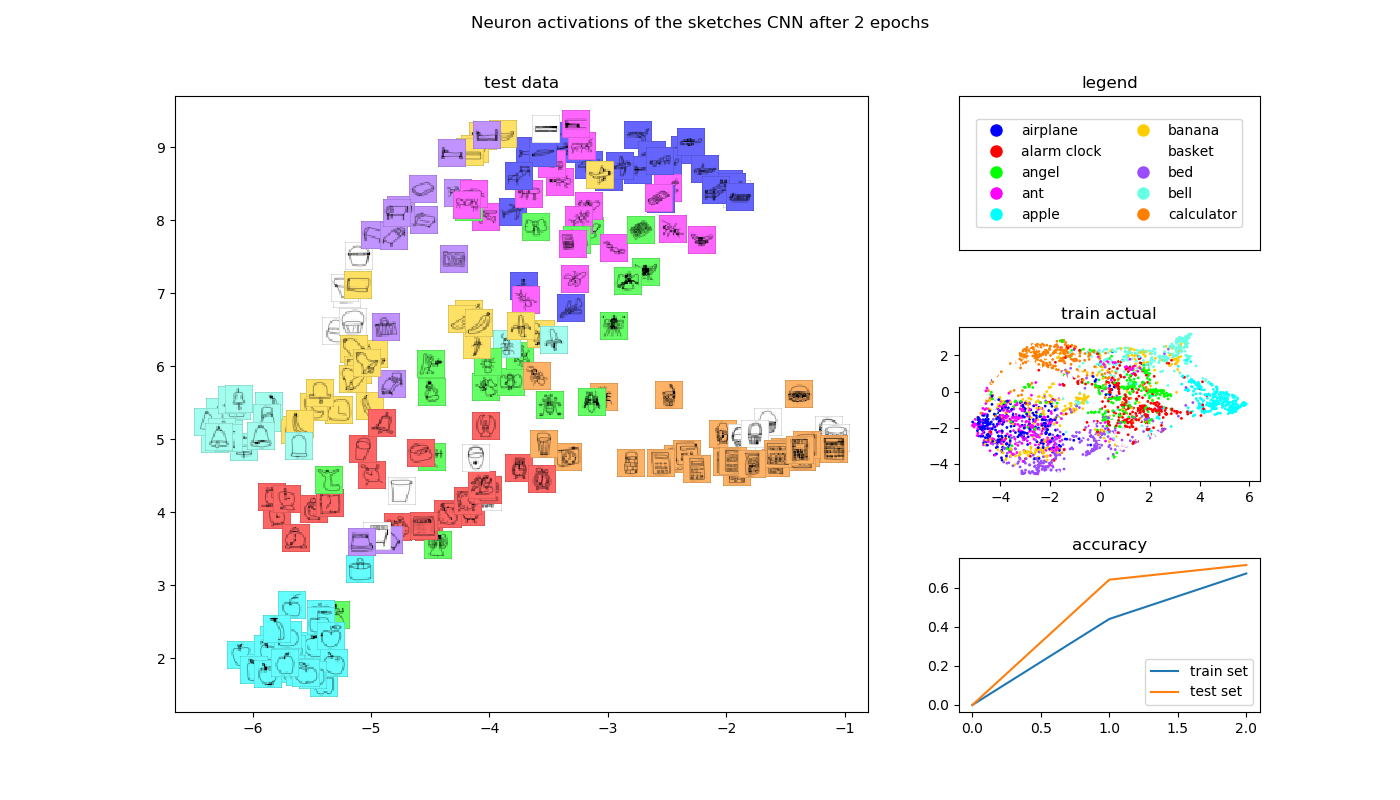 Neuron activations of the sketches CNN after 2 epochs
test data
9
8
7
6
5
4
3
2
−6 −5 −4 −3 −2 −1
legend
airplane banana
alarm clock basket
angel bed
ant bell
apple calculator
train actual
2
0
−2
−4
−4 −2 0 2 4 6
accuracy
0.6
0.4
0.2
0.0
train set
test set
0.0 0.5 1.0 1.5 2.0